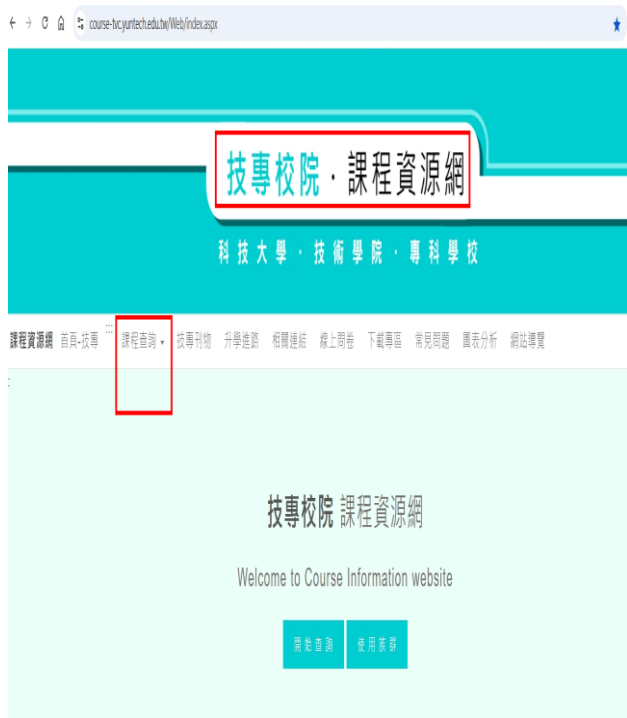 course-tvc.yuntech.edu.tw/Web/index.aspx
技專校院．課程資源網
科技大學．技術學院．專科學校
課程資源網 首頁-技專 ::: 課程查詢 技專刊物 升學進路 相關連結 線上問卷 下載專區 常見問題 圖表分析 網站導覽
:
技專校院 課程資源網
Welcome to Course Information website
開始查詢 使用族群